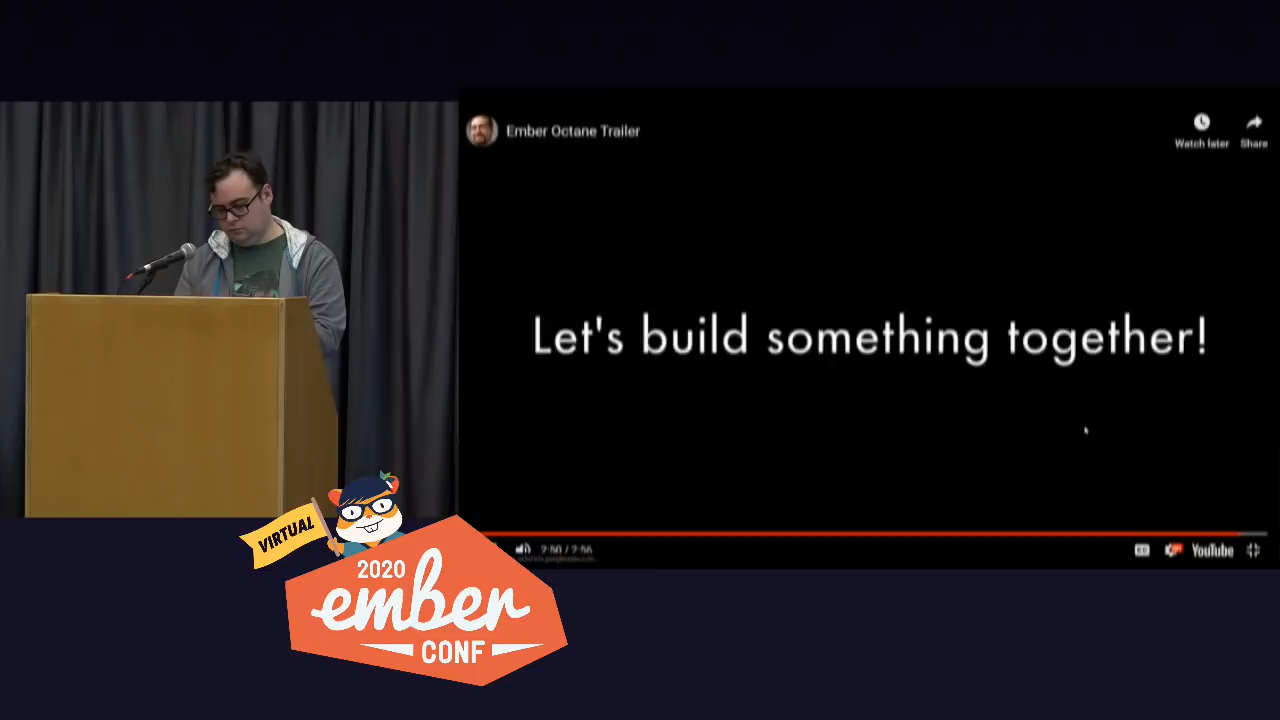 Ember Octane Trailer
Watch later
Share
Let's build something together!
2:50 / 2:56
YouTube
VIRTUAL
2020
ember
CONF